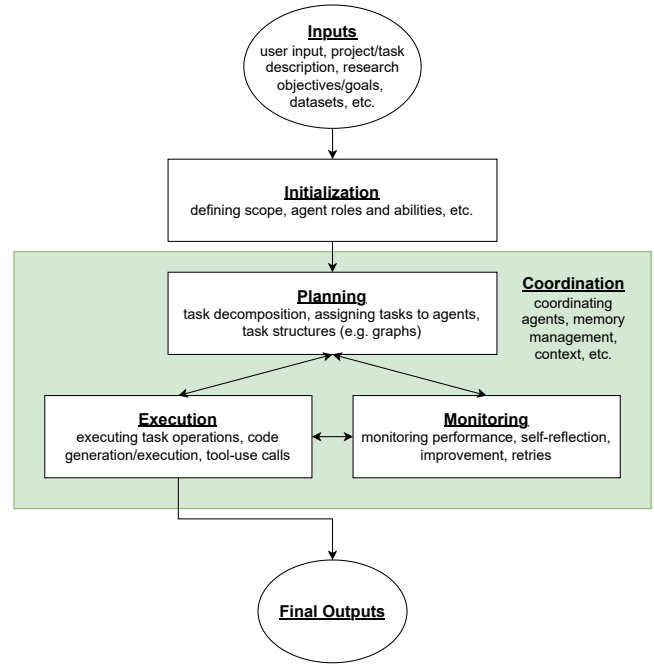 Inputs
user input, project/task
description, research
objectives/goals,
datasets, etc.
Initialization
defining scope, agent roles and abilities, etc.
Planning
task decomposition, assigning tasks to agents,
task structures (e.g. graphs)
Coordination
coordinating
agents, memory
management,
context, etc.
Execution
executing task operations, code
generation/execution, tool-use calls
Monitoring
monitoring performance, self-reflection,
improvement, retries
Final Outputs